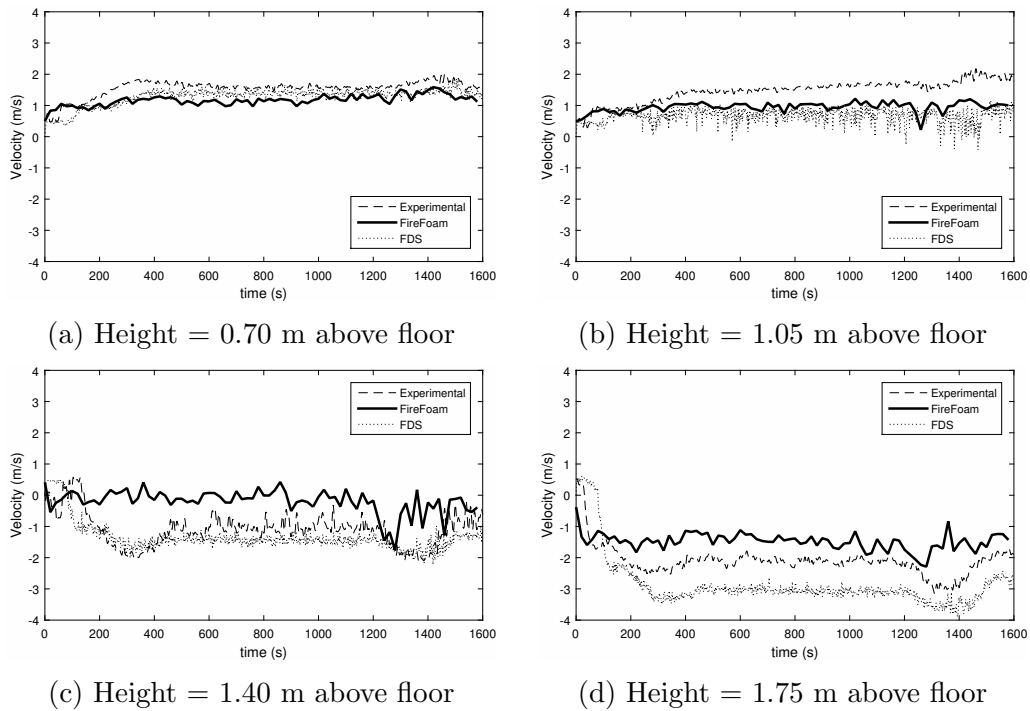 4
3
2
1
0
-1
-2
-3
-4
Velocity (m/s)
Experimental
FireFoam
FDS
0 200 400 600 800 1000 1200 1400 1600
time (s)
(a) Height = 0.70 m above floor
4
3
2
1
0
-1
-2
-3
-4
Velocity (m/s)
Experimental
FireFoam
FDS
0 200 400 600 800 1000 1200 1400 1600
time (s)
(b) Height = 1.05 m above floor
4
3
2
1
0
-1
-2
-3
-4
Velocity (m/s)
Experimental
FireFoam
FDS
0 200 400 600 800 1000 1200 1400 1600
time (s)
(c) Height = 1.40 m above floor
4
3
2
1
0
-1
-2
-3
-4
Velocity (m/s)
Experimental
FireFoam
FDS
0 200 400 600 800 1000 1200 1400 1600
time (s)
(d) Height = 1.75 m above floor